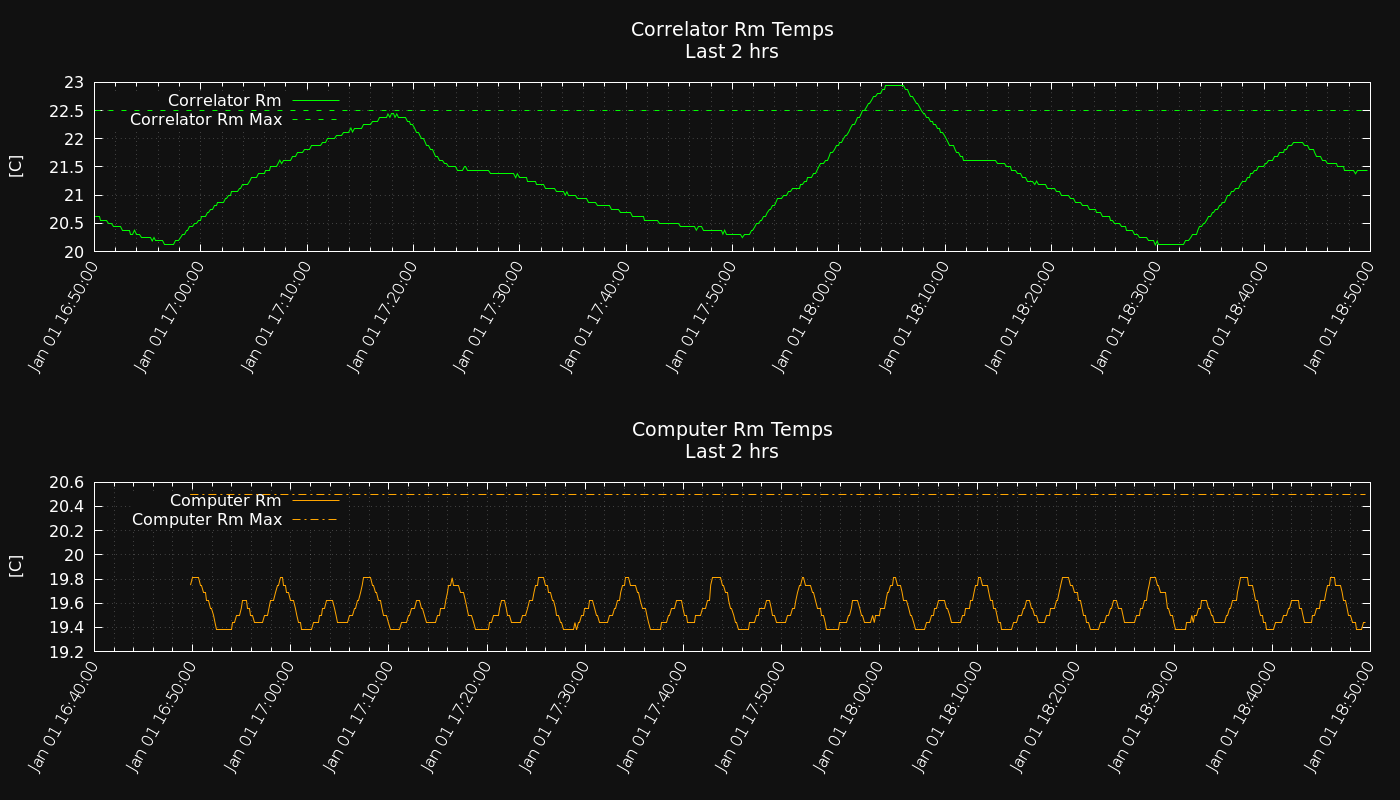 Correlator Rm Temps
Last 2 hrs
[C]
23
22.5
22
21.5
21
20.5
20
Correlator Rm
Correlator Rm Max
Jan 01 16:50:00
Jan 01 17:00:00
Jan 01 17:10:00
Jan 01 17:20:00
Jan 01 17:30:00
Jan 01 17:40:00
Jan 01 17:50:00
Jan 01 18:00:00
Jan 01 18:10:00
Jan 01 18:20:00
Jan 01 18:30:00
Jan 01 18:40:00
Jan 01 18:50:00
Computer Rm Temps
Last 2 hrs
[C]
20.6
20.4
20.2
20
19.8
19.6
19.4
19.2
Computer Rm
Computer Rm Max
Jan 01 16:40:00
Jan 01 16:50:00
Jan 01 17:00:00
Jan 01 17:10:00
Jan 01 17:20:00
Jan 01 17:30:00
Jan 01 17:40:00
Jan 01 17:50:00
Jan 01 18:00:00
Jan 01 18:10:00
Jan 01 18:20:00
Jan 01 18:30:00
Jan 01 18:40:00
Jan 01 18:50:00